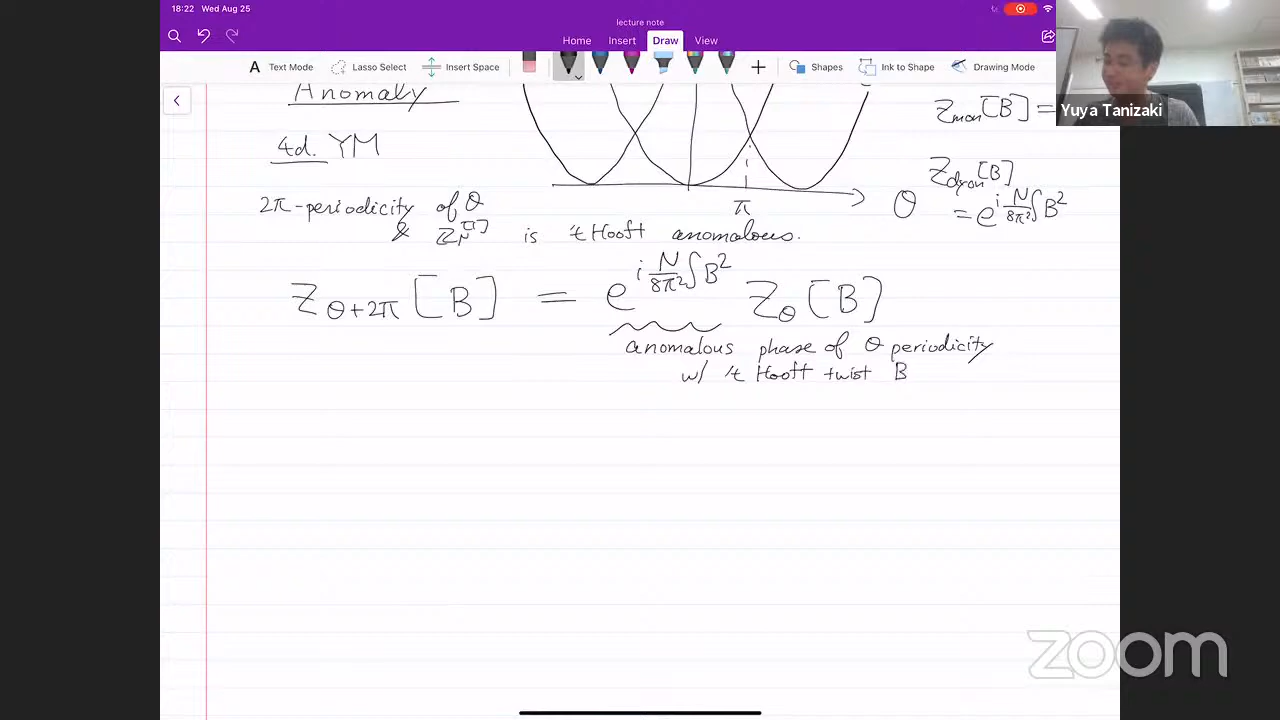 18:22 Wed Aug 25
lecture note
Home Insert Draw View
Text Mode Lasso Select Insert Space Shapes Ink to Shape Drawing Mode
Yuya Tanizaki
Anomaly
Z_mon[B] =
4d. YM
Z_dyon[B]
= e^{i N/8π² ∫B²}
π
θ
2π-periodicity of θ
& Z_N^{[1]} is 't Hooft anomalous.
Z_{θ+2π}[B] = e^{i N/8π² ∫B²} Z_θ[B]
anomalous phase of θ periodicity
w/ 't Hooft twist B
zoom